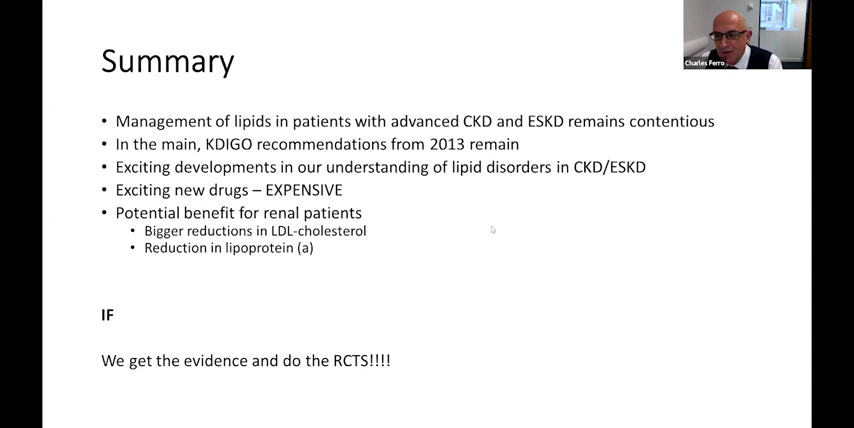 Charles Ferro
Summary
• Management of lipids in patients with advanced CKD and ESKD remains contentious
• In the main, KDIGO recommendations from 2013 remain
• Exciting developments in our understanding of lipid disorders in CKD/ESKD
• Exciting new drugs – EXPENSIVE
• Potential benefit for renal patients
• Bigger reductions in LDL-cholesterol
• Reduction in lipoprotein (a)
IF
We get the evidence and do the RCTS!!!!